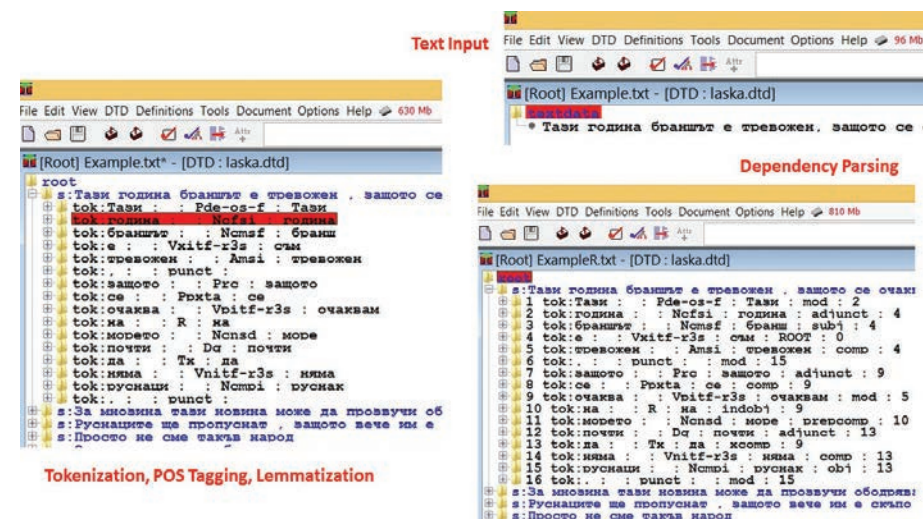 Text Input
File Edit View DTD Definitions Tools Document Options Help 96 Mb
Attr
[Root] Example.txt - [DTD : laska.dtd]
textdata
Тази година браншът е тревожен, защото се
File Edit View DTD Definitions Tools Document Options Help 630 Mb
Attr
[Root] Example.txt* - [DTD : laska.dtd]
root
s:Тази година браншът е тревожен , защото се
tok:Тази : : Pde-os-f : Тази
tok:година : : Ncfsi : година
tok:браншът : : Ncmsf : бранш
tok:е : : Vxitf-r3s : съм
tok:тревожен : : Amsi : тревожен
tok:, : : punct :
tok:защото : : Prc : защото
tok:се : : Ppxta : се
tok:очаква : : Vpitf-r3s : очаквам
tok:на : : R : на
tok:морето : : Ncnsd : море
tok:почти : : Dq : почти
tok:да : : Tx : да
tok:няма : : Vnitf-r3s : няма
tok:руснаци : : Ncmpi : руснак
tok:. : : punct :
s:За мнозина тази новина може да прозвучи об
s:Руснаците ще пропуснат , защото вече им е
s:Просто не сме такъв народ
Tokenization, POS Tagging, Lemmatization
Dependency Parsing
File Edit View DTD Definitions Tools Document Options Help 810 Mb
Attr
[Root] ExampleR.txt - [DTD : laska.dtd]
root
s:Тази година браншът е тревожен , защото се очакв
1 tok:Тази : : Pde-os-f : Тази : mod : 2
2 tok:година : : Ncfsi : година : adjunct : 4
3 tok:браншът : : Ncmsf : бранш : subj : 4
4 tok:е : : Vxitf-r3s : съм : ROOT : 0
5 tok:тревожен : : Amsi : тревожен : comp : 4
6 tok:, : : punct : : mod : 15
7 tok:защото : : Prc : защото : adjunct : 9
8 tok:се : : Ppxta : се : comp : 9
9 tok:очаква : : Vpitf-r3s : очаквам : mod : 5
10 tok:на : : R : на : indobj : 9
11 tok:морето : : Ncnsd : море : prepcomp : 10
12 tok:почти : : Dq : почти : adjunct : 13
13 tok:да : : Tx : да : xcomp : 9
14 tok:няма : : Vnitf-r3s : няма : comp : 13
15 tok:руснаци : : Ncmpi : руснак : obj : 13
16 tok:. : : punct : : mod : 15
s:За мнозина тази новина може да прозвучи ободрява
s:Руснаците ще пропуснат , защото вече им е скъпо
s:Просто не сме такъв народ